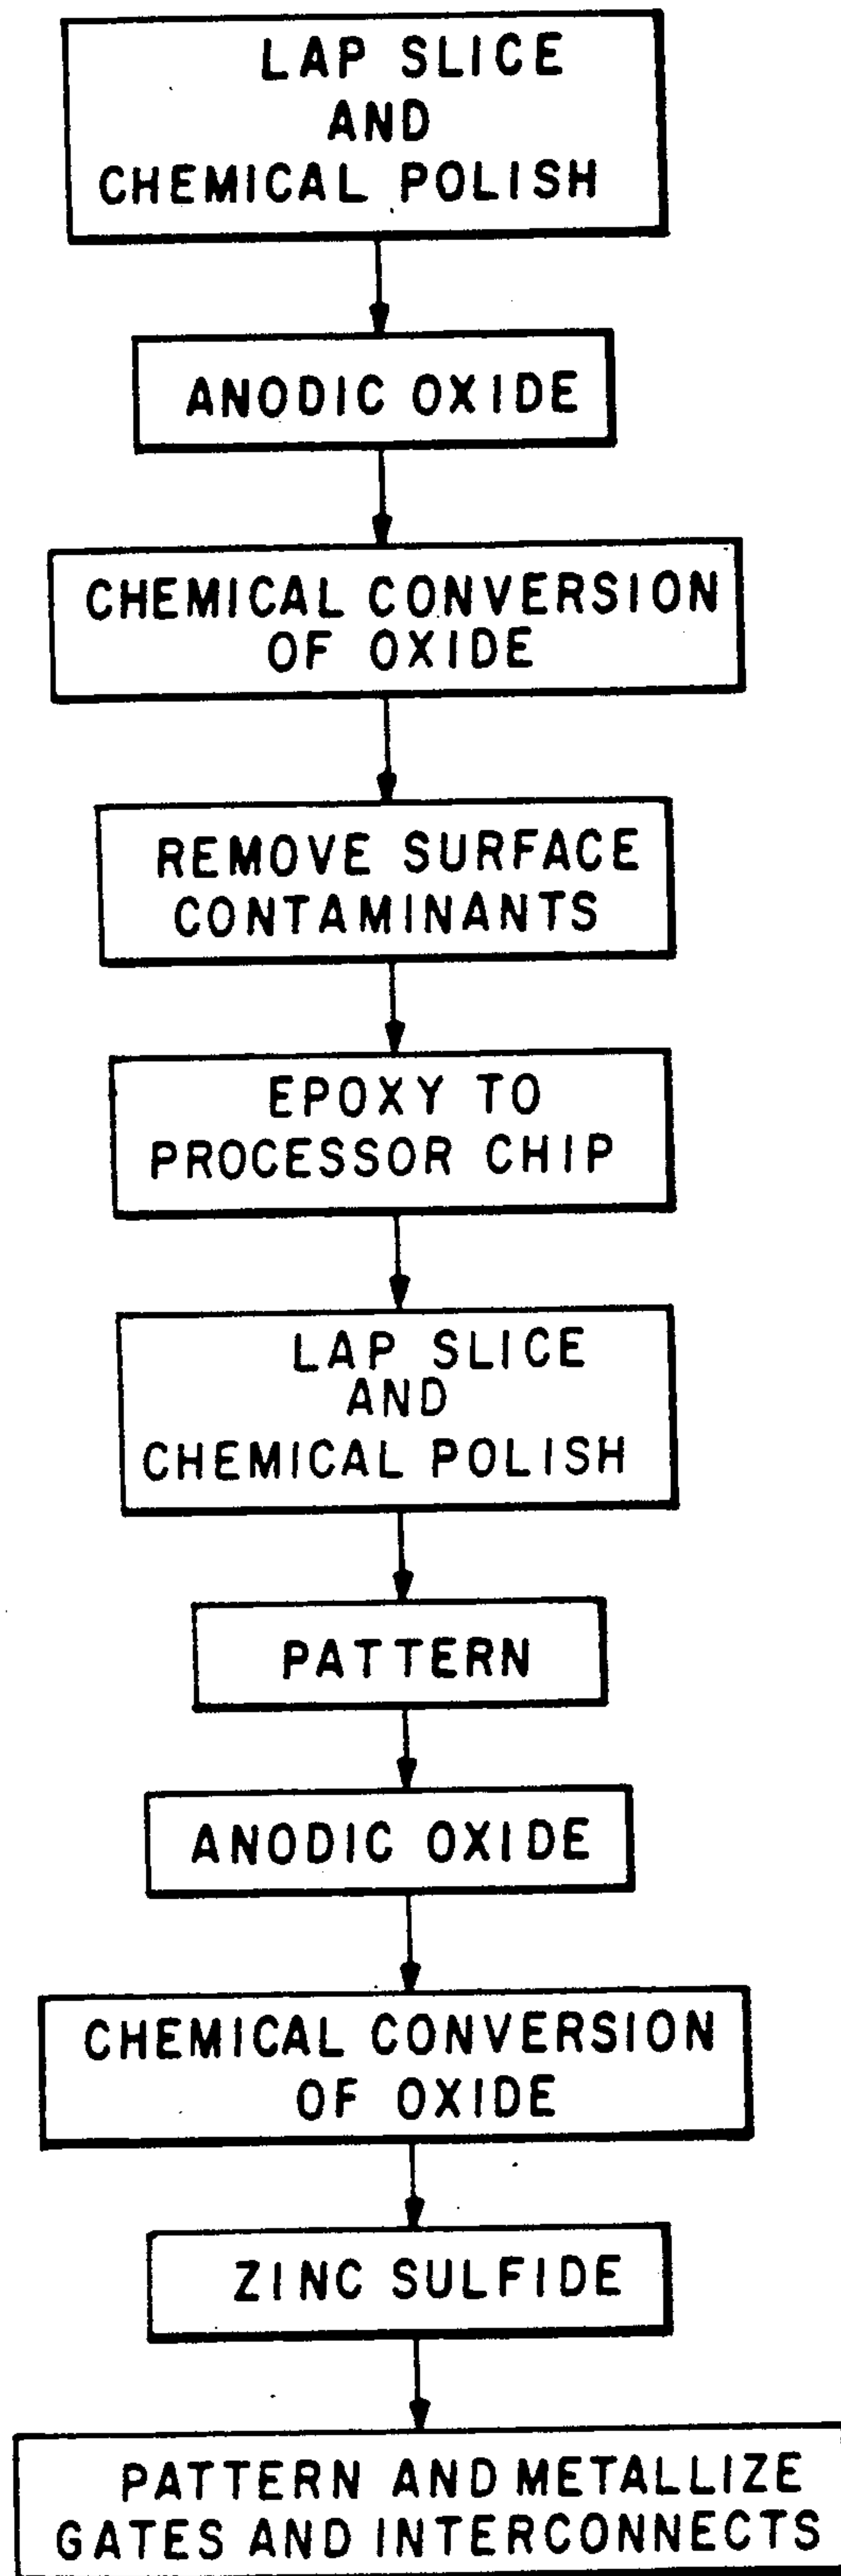 LAP SLICE
AND
CHEMICAL POLISH
ANODIC OXIDE
CHEMICAL CONVERSION
OF OXIDE
REMOVE SURFACE
CONTAMINANTS
EPOXY TO
PROCESSOR CHIP
LAP SLICE
AND
CHEMICAL POLISH
PATTERN
ANODIC OXIDE
CHEMICAL CONVERSION
OF OXIDE
ZINC SULFIDE
PATTERN AND METALLIZE
GATES AND INTERCONNECTS